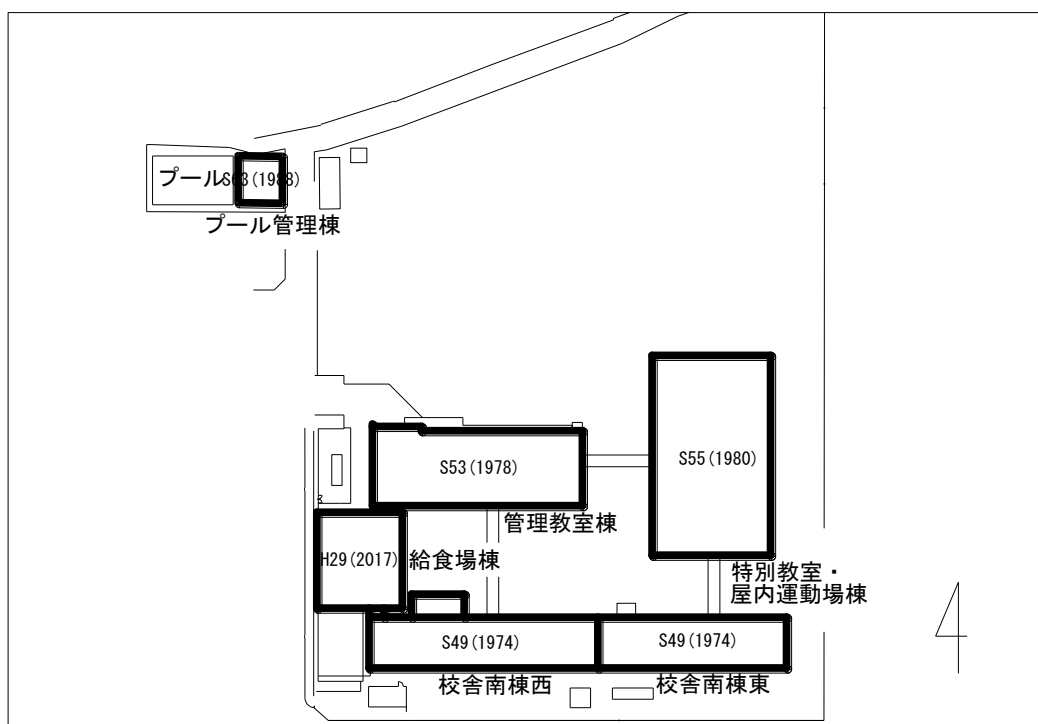 プール
S63(1988)
プール管理棟
S53(1978)
S55(1980)
管理教室棟
H29(2017)
給食場棟
特別教室・
屋内運動場棟
S49(1974)
S49(1974)
校舎南棟西
校舎南棟東